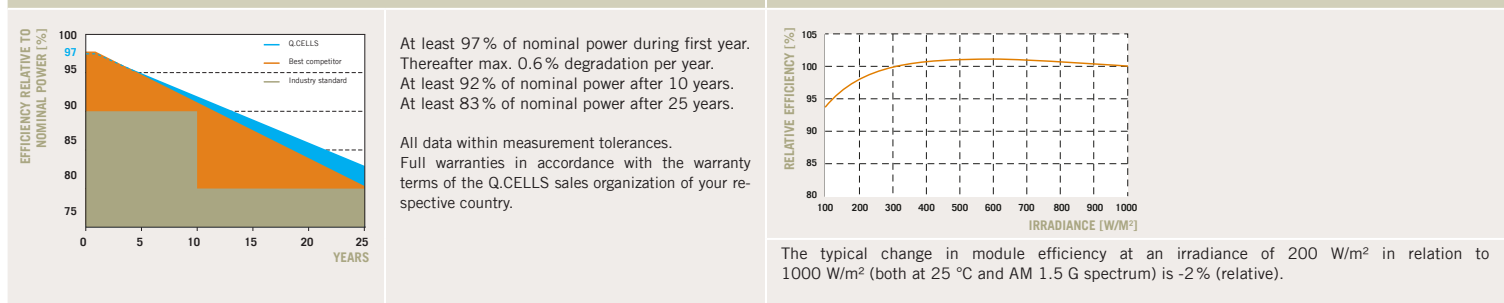 EFFICIENCY RELATIVE TO
NOMINAL POWER [%]
100
97
95
90
85
80
75
0
5
10
15
20
25
YEARS
Q.CELLS
Best competitor
Industry standard
At least 97 % of nominal power during first year.
Thereafter max. 0.6 % degradation per year.
At least 92 % of nominal power after 10 years.
At least 83 % of nominal power after 25 years.
All data within measurement tolerances.
Full warranties in accordance with the warranty
terms of the Q.CELLS sales organization of your re-
spective country.
RELATIVE EFFICIENCY [%]
105
100
95
90
85
80
100
200
300
400
500
600
700
800
900
1000
IRRADIANCE [W/M²]
The typical change in module efficiency at an irradiance of 200 W/m² in relation to
1000 W/m² (both at 25 °C and AM 1.5 G spectrum) is -2 % (relative).